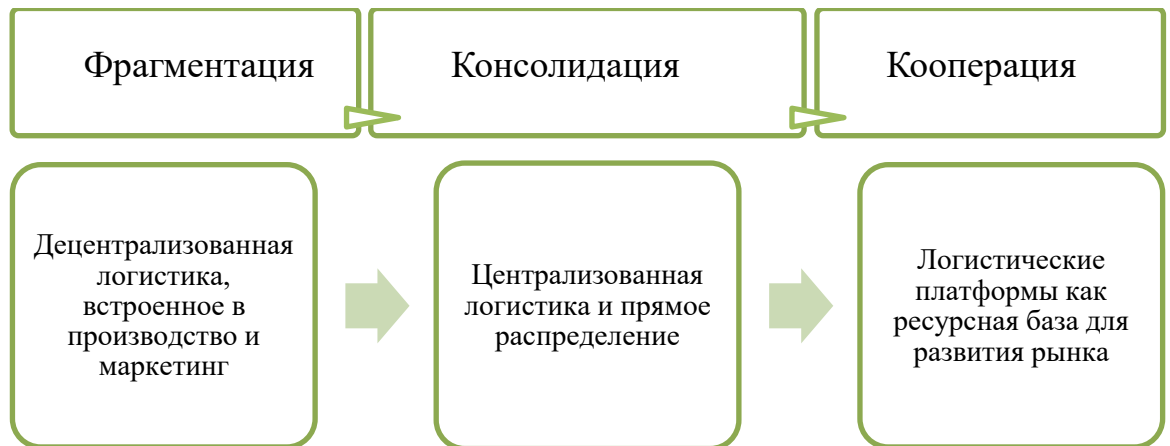 Фрагментация
Консолидация
Кооперация
Децентрализованная
логистика,
встроенное в
производство и
маркетинг
Централизованная
логистика и прямое
распределение
Логистические
платформы как
ресурсная база для
развития рынка